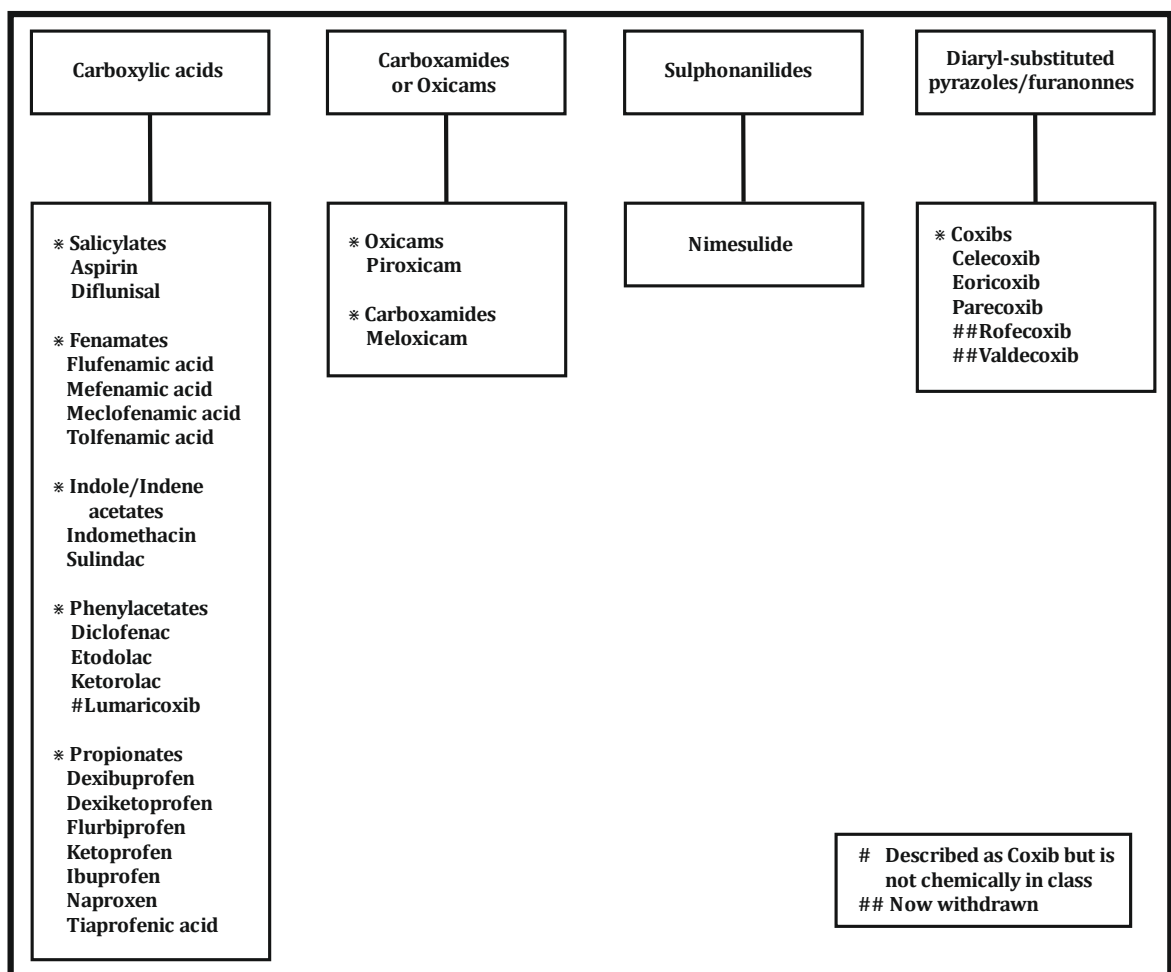 Carboxylic acids
※ Salicylates
Aspirin
Diflunisal
※ Fenamates
Flufenamic acid
Mefenamic acid
Meclofenamic acid
Tolfenamic acid
※ Indole/Indene
acetates
Indomethacin
Sulindac
※ Phenylacetates
Diclofenac
Etodolac
Ketorolac
#Lumaricoxib
※ Propionates
Dexibuprofen
Dexiketoprofen
Flurbiprofen
Ketoprofen
Ibuprofen
Naproxen
Tiaprofenic acid
Carboxamides
or Oxicams
※ Oxicams
Piroxicam
※ Carboxamides
Meloxicam
Sulphonanilides
Nimesulide
Diaryl-substituted
pyrazoles/furanonnes
※ Coxibs
Celecoxib
Eoricoxib
Parecoxib
##Rofecoxib
##Valdecoxib
# Described as Coxib but is
not chemically in class
## Now withdrawn